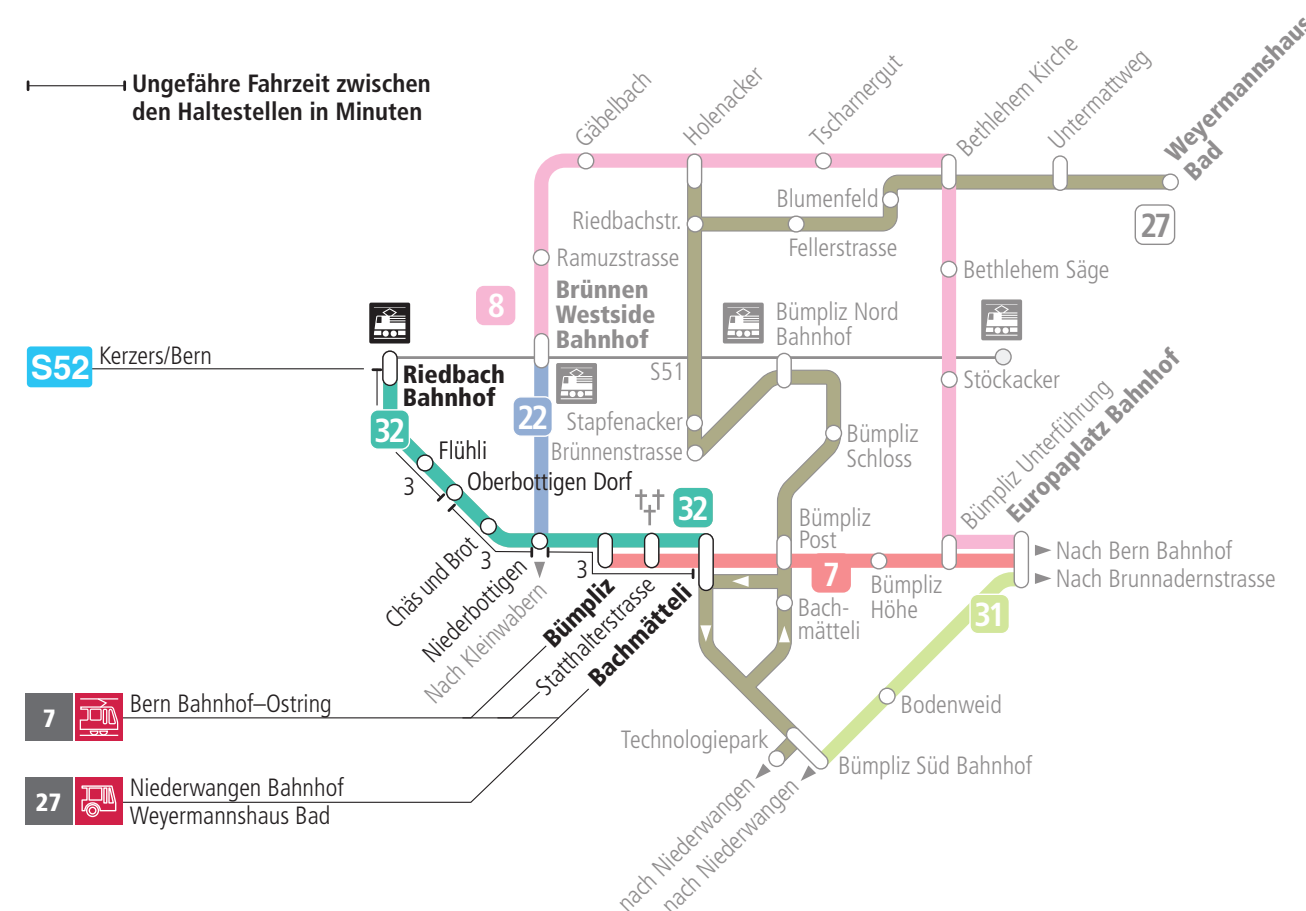 Ungefähre Fahrzeit zwischen
den Haltestellen in Minuten
Gäbelbach
Holenacker
Tscharnergut
Bethlehem Kirche
Untermattweg
Weyermannshaus
Bad
27
Blumenfeld
Riedbachstr.
Fellerstrasse
Ramuzstrasse
Bethlehem Säge
8
Brünnen
Westside
Bahnhof
Bümpliz Nord
Bahnhof
S52
Kerzers/Bern
Riedbach
Bahnhof
S51
Stöckacker
32
22
Stapfenacker
Brünnenstrasse
Bümpliz
Schloss
Bümpliz Unterführung
Europaplatz Bahnhof
Flühli
3
Oberbottigen Dorf
32
Chäs und Brot
3
Niederbottigen
Nach Kleinwabern
3
Bümpliz
Statthalterstrasse
Bachmätteli
Bümpliz
Post
7
Bümpliz
Höhe
Nach Bern Bahnhof
Nach Brunnadernstrasse
Bach-
mätteli
31
7
Bern Bahnhof–Ostring
Bodenweid
Technologiepark
Bümpliz Süd Bahnhof
27
Niederwangen Bahnhof
Weyermannshaus Bad
nach Niederwangen
nach Niederwangen